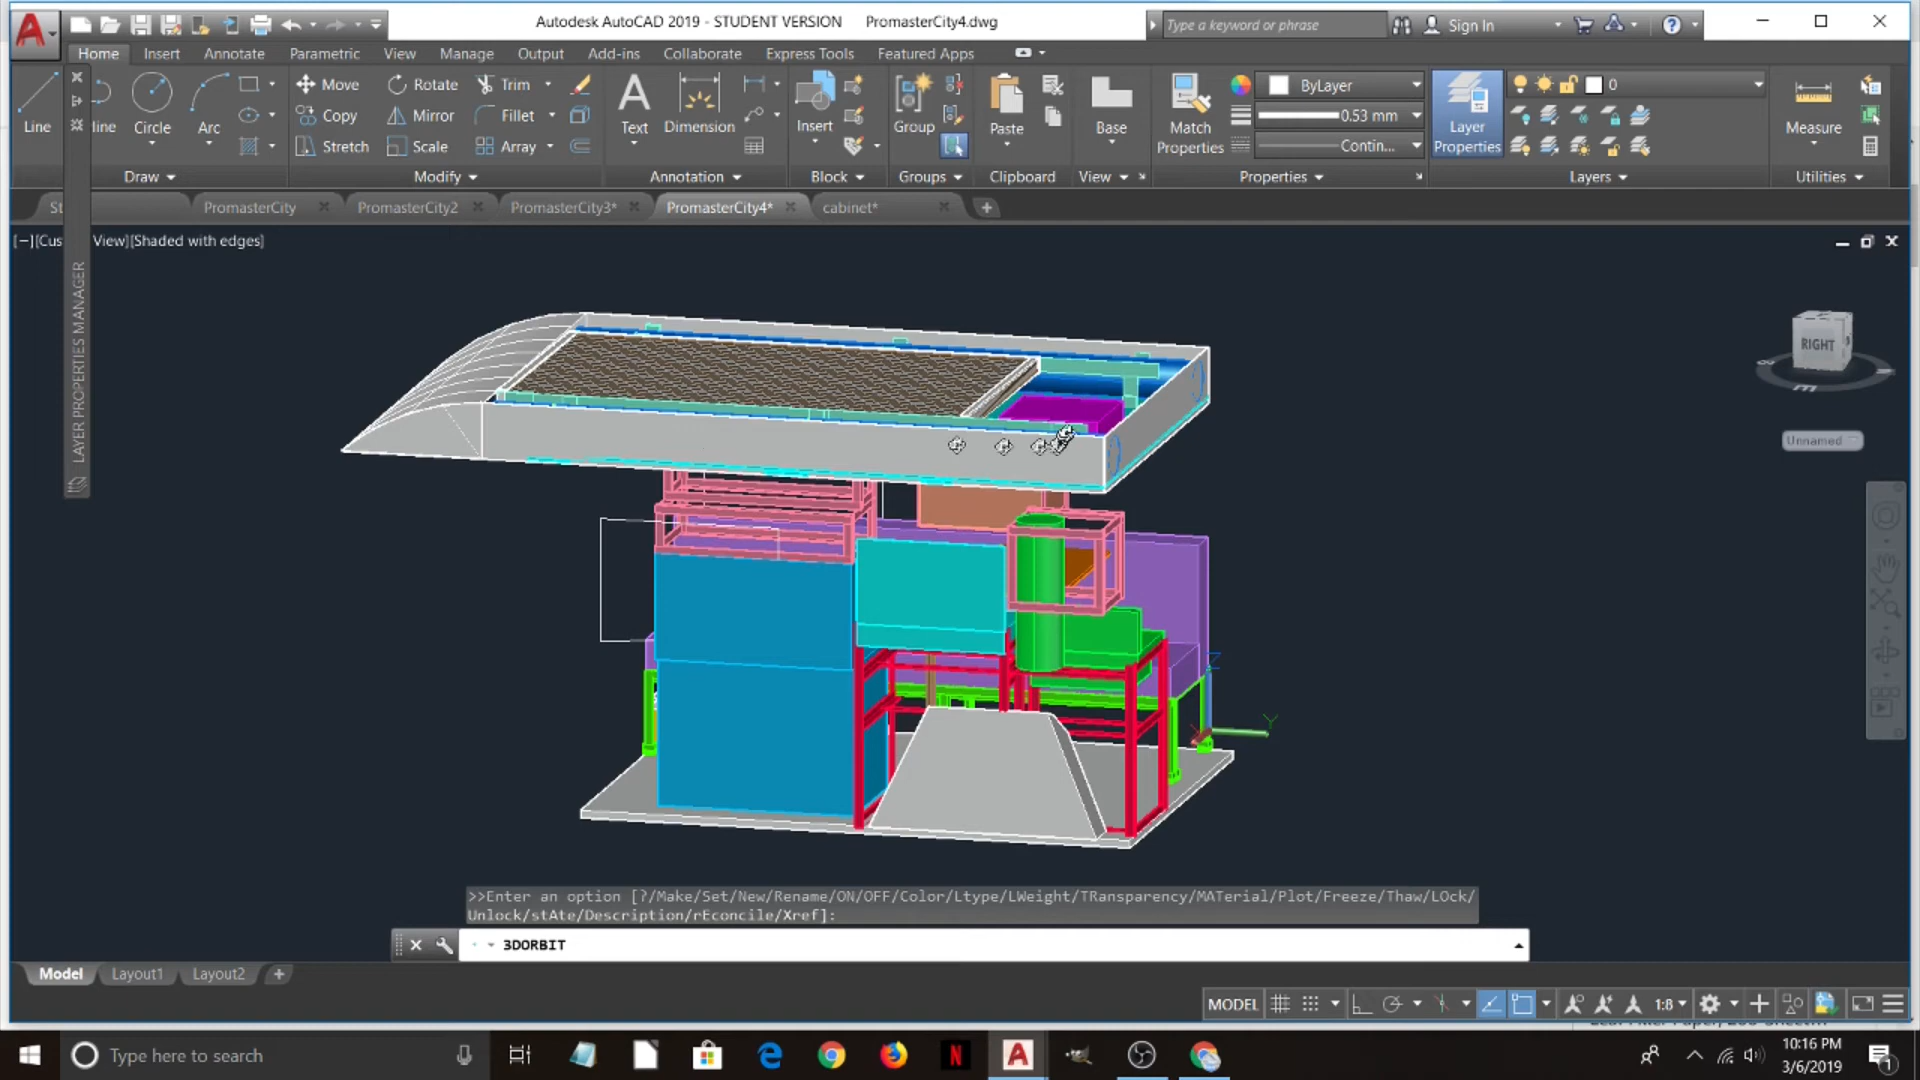 Autodesk AutoCAD 2019 - STUDENT VERSION PromasterCity4.dwg
Type a keyword or phrase
Sign In
Home Insert Annotate Parametric View Manage Output Add-ins Collaborate Express Tools Featured Apps
Line
line
Circle
Arc
Move
Rotate
Trim
Copy
Mirror
Fillet
Stretch
Scale
Array
Text
Dimension
Insert
Group
Paste
Base
Match
Properties
ByLayer
0.53 mm
Contin...
Layer
Properties
0
Measure
Draw
Modify
Annotation
Block
Groups
Clipboard
View
Properties
Layers
Utilities
St
PromasterCity
PromasterCity2
PromasterCity3*
PromasterCity4*
cabinet*
[−][Cus View][Shaded with edges]
LAYER PROPERTIES MANAGER
RIGHT
Unnamed
Z
Y
>>Enter an option [?/Make/Set/New/Rename/ON/OFF/Color/Ltype/LWeight/TRansparency/MATerial/Plot/Freeze/Thaw/LOck/
Unlock/stAte/Description/rEconcile/Xref]:
3DORBIT
Model Layout1 Layout2
MODEL
1:8
Type here to search
10:16 PM
3/6/2019
1